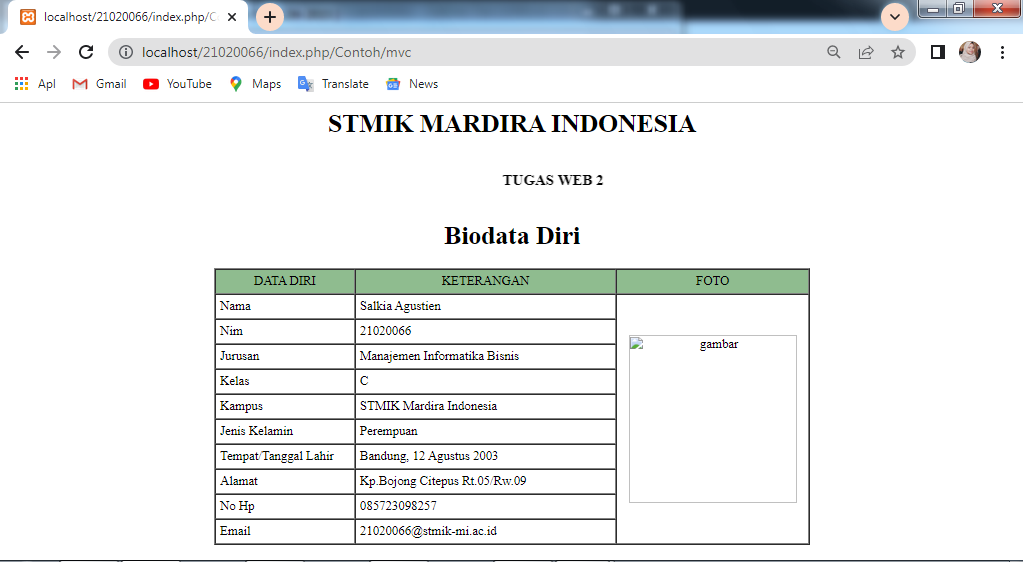 localhost/21020066/index.php/C
localhost/21020066/index.php/Contoh/mvc
Apl Gmail YouTube Maps Translate News
STMIK MARDIRA INDONESIA
TUGAS WEB 2
Biodata Diri
DATA DIRI KETERANGAN FOTO
Nama Salkia Agustien
Nim 21020066
gambar
Jurusan Manajemen Informatika Bisnis
Kelas C
Kampus STMIK Mardira Indonesia
Jenis Kelamin Perempuan
Tempat/Tanggal Lahir Bandung, 12 Agustus 2003
Alamat Kp.Bojong Citepus Rt.05/Rw.09
No Hp 085723098257
Email 21020066@stmik-mi.ac.id